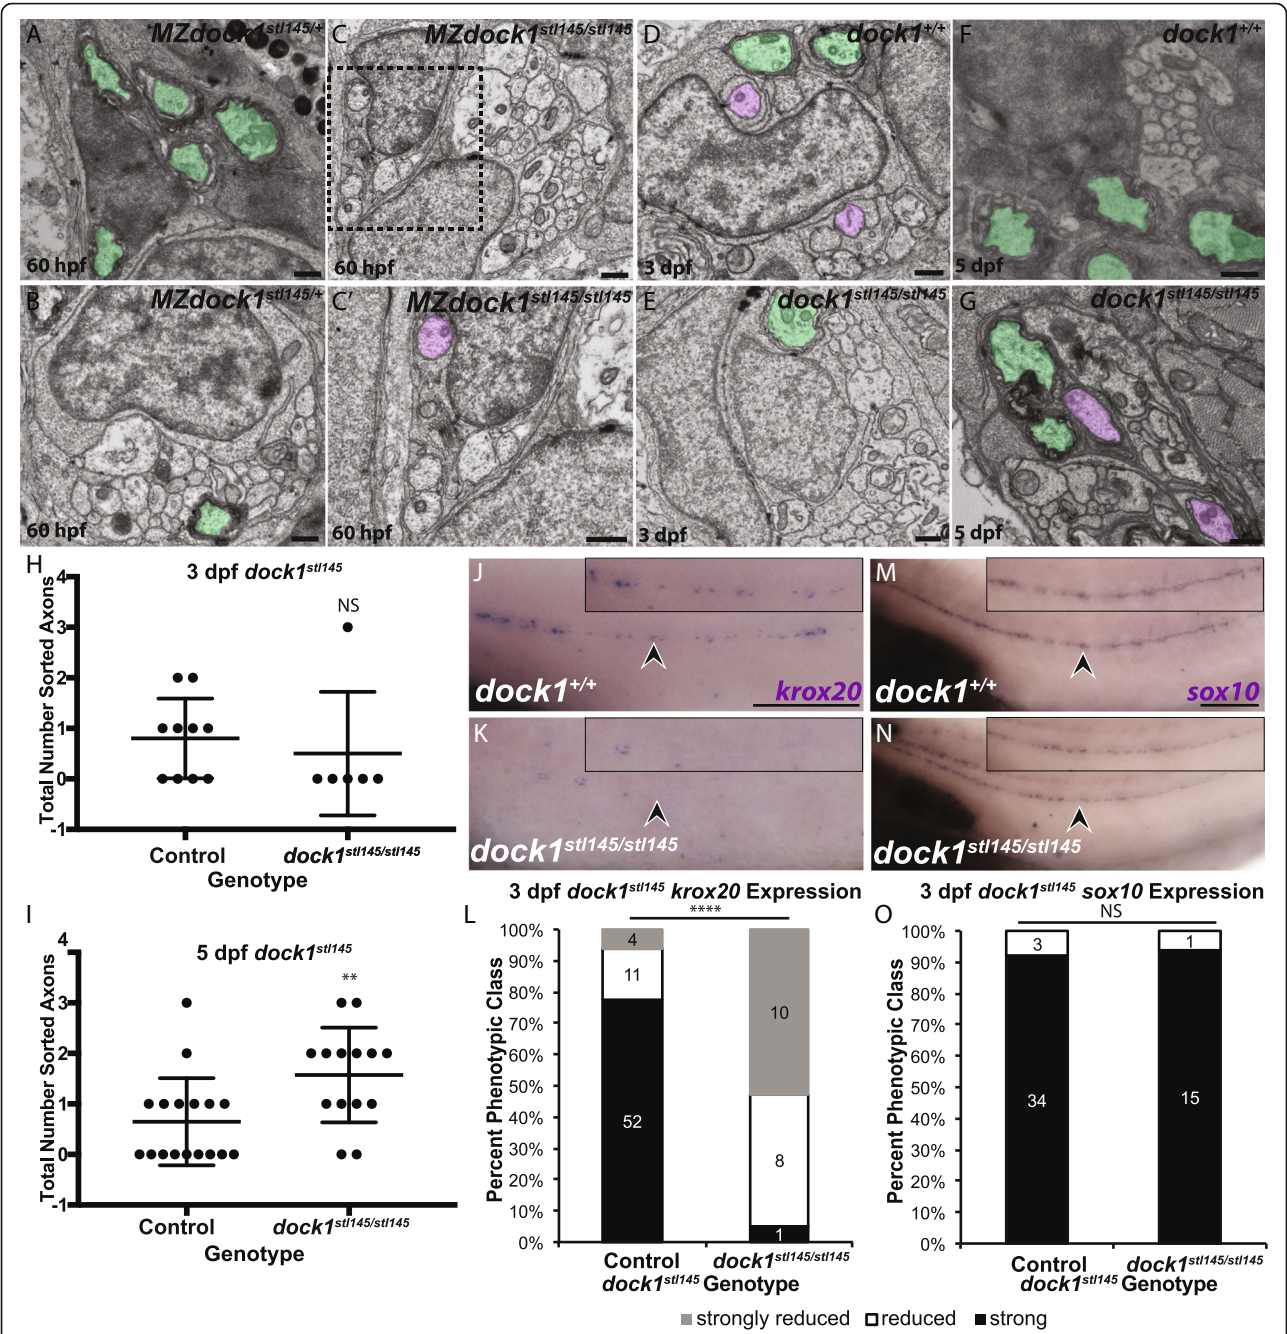 A MZdock1stl145/+
60 hpf
C MZdock1stl145/stl145
60 hpf
D dock1+/+
3 dpf
F dock1+/+
5 dpf
B MZdock1stl145/+
60 hpf
C' MZdock1stl145/stl145
60 hpf
E dock1stl145/stl145
3 dpf
G dock1stl145/stl145
5 dpf
H
3 dpf dock1stl145
Total Number Sorted Axons
4
3
2
1
0
-1
NS
Control dock1stl145/stl145
Genotype
I
5 dpf dock1stl145
Total Number Sorted Axons
4
3
2
1
0
-1
**
Control dock1stl145/stl145
Genotype
J
dock1+/+
krox20
K
dock1stl145/stl145
M
dock1+/+
sox10
N
dock1stl145/stl145
L
3 dpf dock1stl145 krox20 Expression
****
Percent Phenotypic Class
100%
90%
80%
70%
60%
50%
40%
30%
20%
10%
0%
4
11
52
10
8
1
Control dock1stl145/stl145
dock1stl145 Genotype
O
3 dpf dock1stl145 sox10 Expression
NS
Percent Phenotypic Class
100%
90%
80%
70%
60%
50%
40%
30%
20%
10%
0%
3
34
1
15
Control dock1stl145/stl145
dock1stl145 Genotype
strongly reduced reduced strong